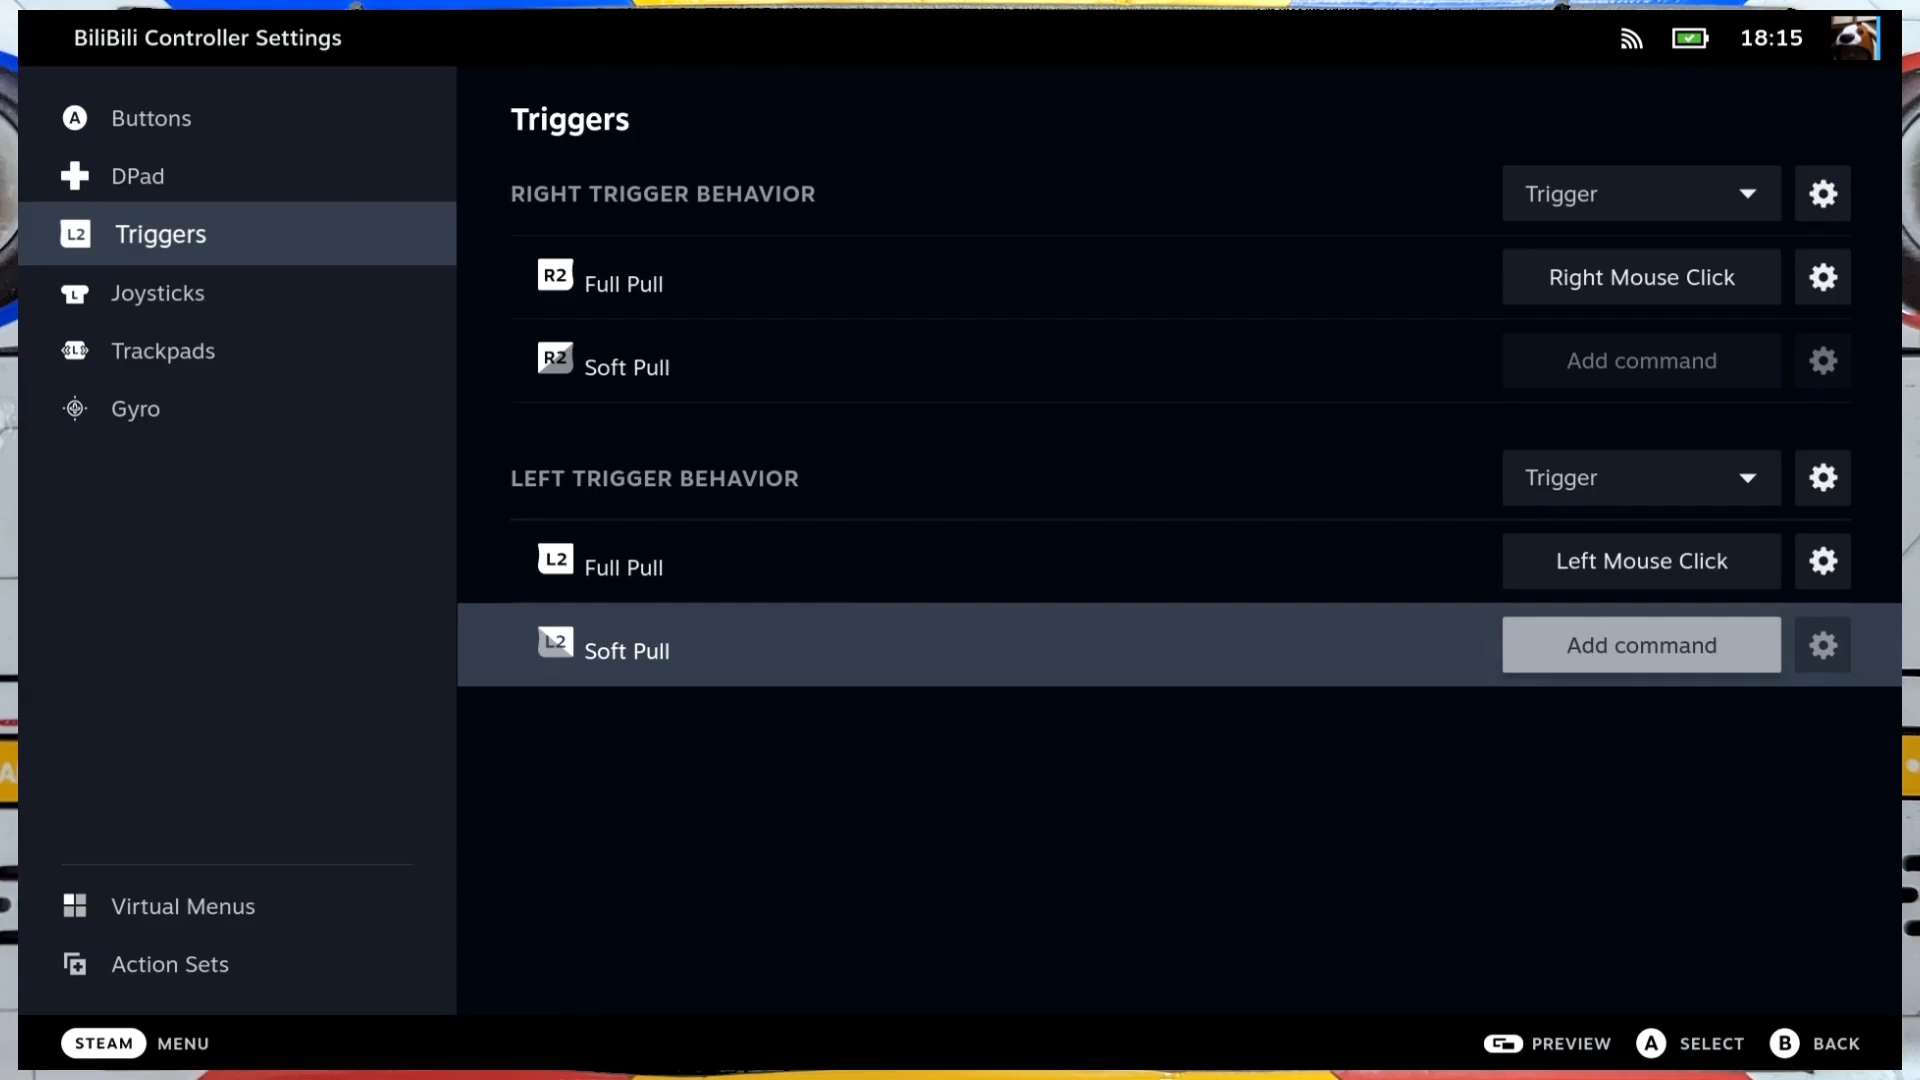 BiliBili Controller Settings
18:15
A Buttons
DPad
L2 Triggers
L Joysticks
L Trackpads
Gyro
Virtual Menus
Action Sets
Triggers
RIGHT TRIGGER BEHAVIOR
Trigger
R2 Full Pull
Right Mouse Click
R2 Soft Pull
Add command
LEFT TRIGGER BEHAVIOR
Trigger
L2 Full Pull
Left Mouse Click
L2 Soft Pull
Add command
STEAM MENU
PREVIEW
A SELECT
B BACK